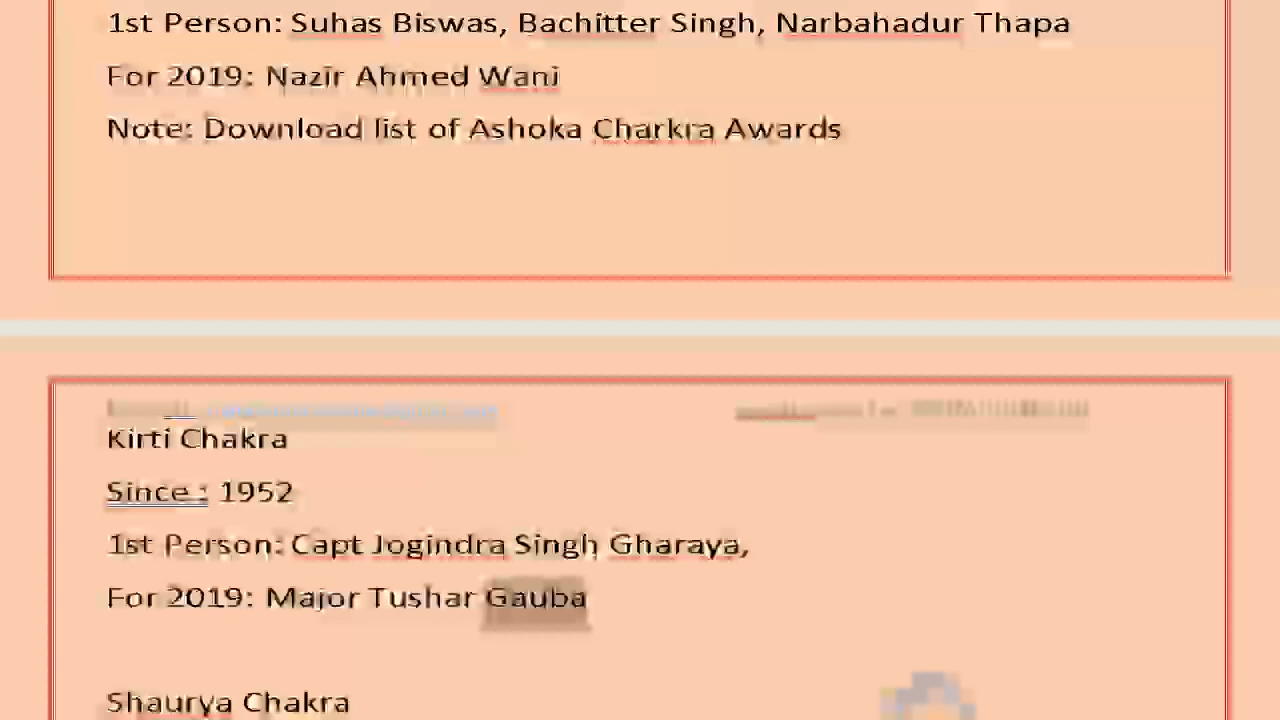 1st Person: Suhas Biswas, Bachitter Singh, Narbahadur Thapa
For 2019: Nazir Ahmed Wani
Note: Download list of Ashoka Charkra Awards
Kirti Chakra
Since : 1952
1st Person: Capt Jogindra Singh Gharaya,
For 2019: Major Tushar Gauba
Shaurya Chakra